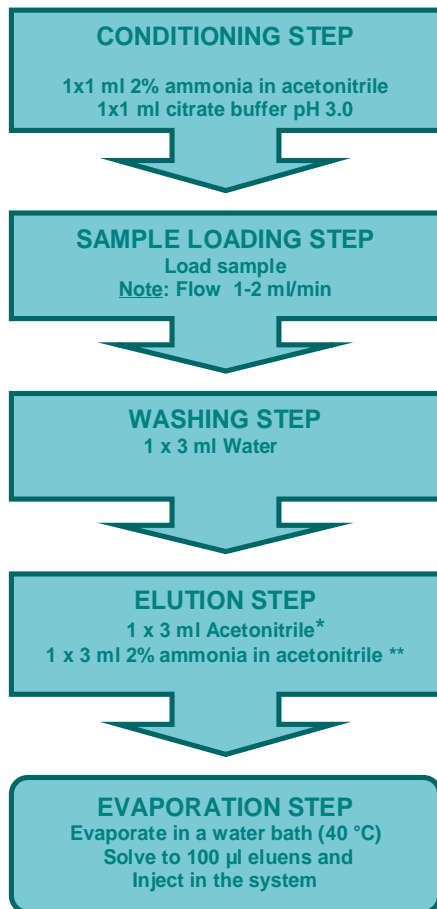 CONDITIONING STEP
1x1 ml 2% ammonia in acetonitrile
1x1 ml citrate buffer pH 3.0
SAMPLE LOADING STEP
Load sample
Note: Flow 1-2 ml/min
WASHING STEP
1 x 3 ml Water
ELUTION STEP
1 x 3 ml Acetonitrile*
1 x 3 ml 2% ammonia in acetonitrile **
EVAPORATION STEP
Evaporate in a water bath (40 °C)
Solve to 100 µl eluens and
Inject in the system